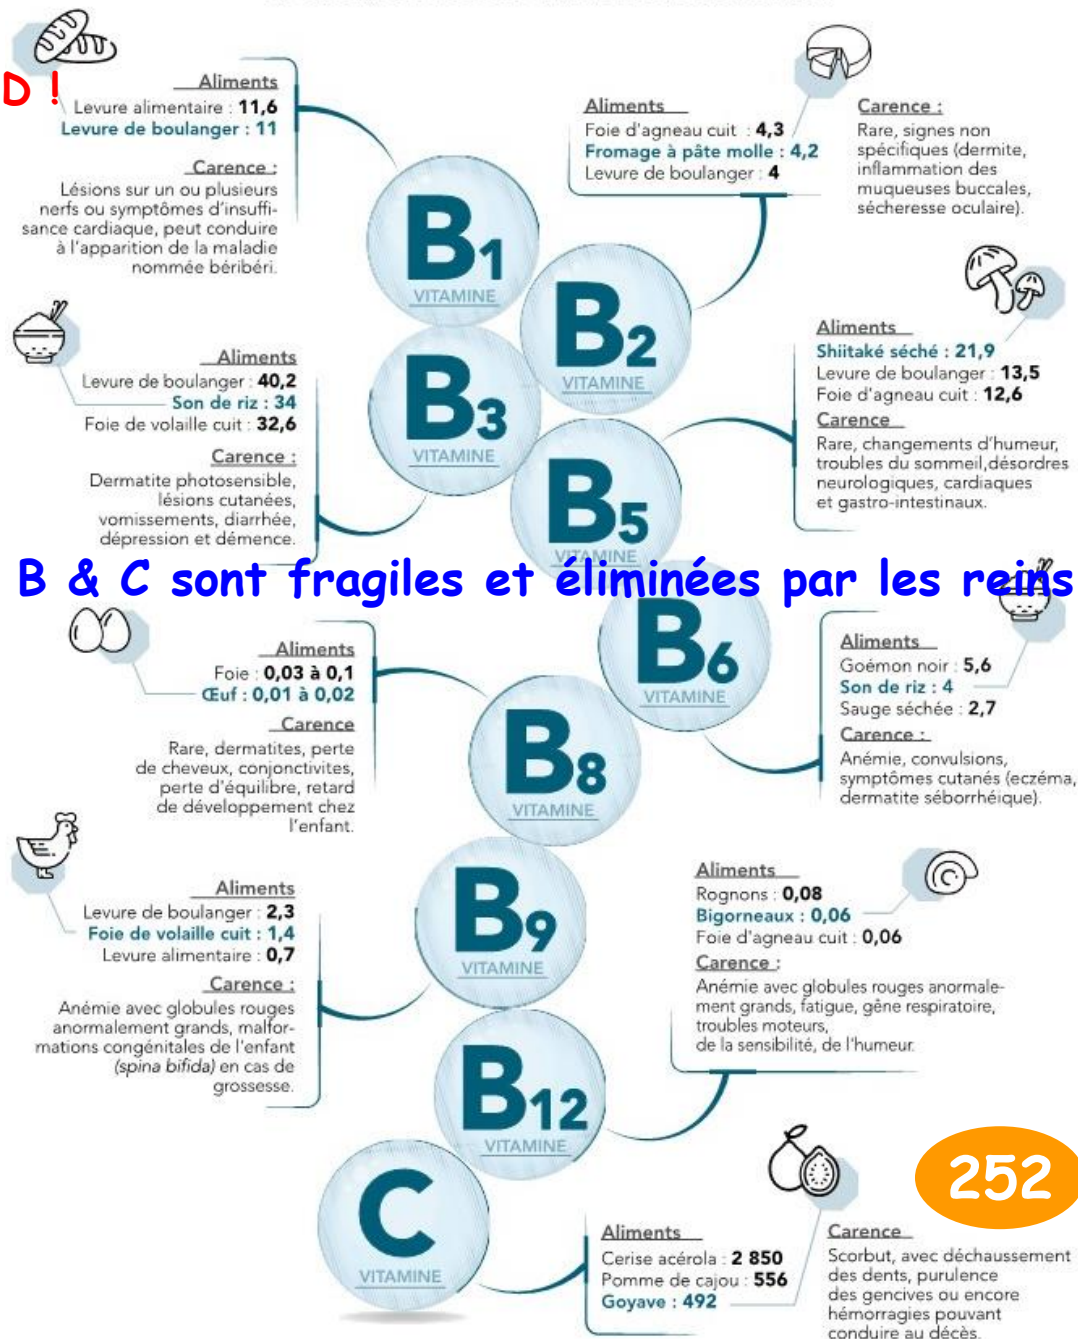 D !
Aliments
Levure alimentaire : 11,6
Levure de boulanger : 11
Carence :
Lésions sur un ou plusieurs
nerfs ou symptômes d'insuffi-
sance cardiaque, peut conduire
à l'apparition de la maladie
nommée béribéri.
B1
VITAMINE
Aliments
Foie d'agneau cuit : 4,3
Fromage à pâte molle : 4,2
Levure de boulanger : 4
Carence :
Rare, signes non
spécifiques (dermite,
inflammation des
muqueuses buccales,
sécheresse oculaire).
B2
VITAMINE
Aliments
Levure de boulanger : 40,2
Son de riz : 34
Foie de volaille cuit : 32,6
Carence :
Dermatite photosensible,
lésions cutanées,
vomissements, diarrhée,
dépression et démence.
B3
VITAMINE
Aliments
Shiitaké séché : 21,9
Levure de boulanger : 13,5
Foie d'agneau cuit : 12,6
Carence
Rare, changements d'humeur,
troubles du sommeil,désordres
neurologiques, cardiaques
et gastro-intestinaux.
B5
VITAMINE
B & C sont fragiles et éliminées par les reins
Aliments
Foie : 0,03 à 0,1
Œuf : 0,01 à 0,02
Carence
Rare, dermatites, perte
de cheveux, conjonctivites,
perte d'équilibre, retard
de développement chez
l'enfant.
B6
VITAMINE
Aliments
Goémon noir : 5,6
Son de riz : 4
Sauge séchée : 2,7
Carence :
Anémie, convulsions,
symptômes cutanés (eczéma,
dermatite séborrhéique).
B8
VITAMINE
Aliments
Levure de boulanger : 2,3
Foie de volaille cuit : 1,4
Levure alimentaire : 0,7
Carence :
Anémie avec globules rouges
anormalement grands, malfor-
mations congénitales de l'enfant
(spina bifida) en cas de
grossesse.
B9
VITAMINE
Aliments
Rognons : 0,08
Bigorneaux : 0,06
Foie d'agneau cuit : 0,06
Carence :
Anémie avec globules rouges anormale-
ment grands, fatigue, gêne respiratoire,
troubles moteurs,
de la sensibilité, de l'humeur.
B12
VITAMINE
C
VITAMINE
Aliments
Cerise acérola : 2 850
Pomme de cajou : 556
Goyave : 492
252
Carence
Scorbut, avec déchaussement
des dents, purulence
des gencives ou encore
hémorragies pouvant
conduire au décès.